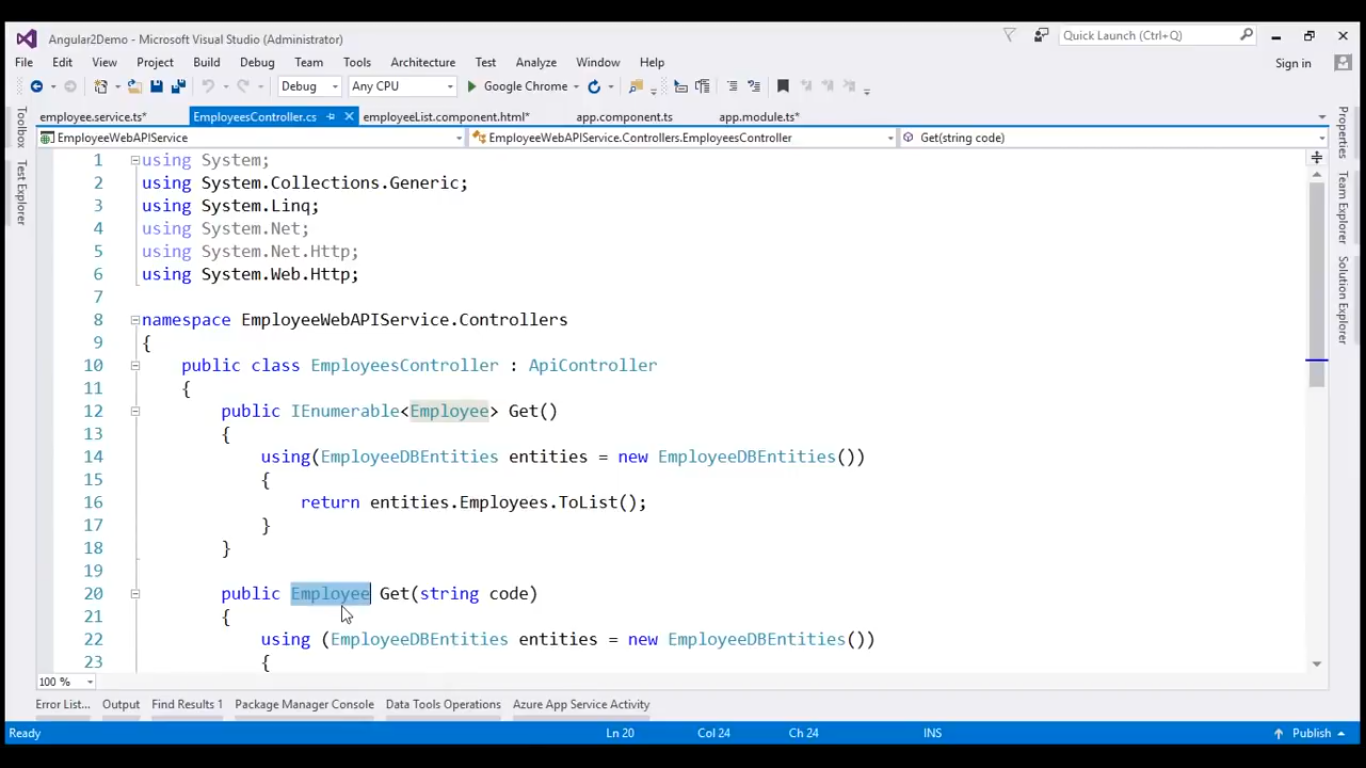 Angular2Demo - Microsoft Visual Studio (Administrator)
Quick Launch (Ctrl+Q)
File Edit View Project Build Debug Team Tools Architecture Test Analyze Window Help
Sign in
Debug Any CPU Google Chrome
employee.service.ts* EmployeesController.cs employeeList.component.html* app.component.ts app.module.ts*
EmployeeWebAPIService EmployeeWebAPIService.Controllers.EmployeesController Get(string code)
Toolbox
Test Explorer
Properties
Team Explorer
Solution Explorer
1 using System;
2 using System.Collections.Generic;
3 using System.Linq;
4 using System.Net;
5 using System.Net.Http;
6 using System.Web.Http;
7
8 namespace EmployeeWebAPIService.Controllers
9 {
10 public class EmployeesController : ApiController
11 {
12 public IEnumerable<Employee> Get()
13 {
14 using(EmployeeDBEntities entities = new EmployeeDBEntities())
15 {
16 return entities.Employees.ToList();
17 }
18 }
19
20 public Employee Get(string code)
21 {
22 using (EmployeeDBEntities entities = new EmployeeDBEntities())
23 {
100 %
Error List... Output Find Results 1 Package Manager Console Data Tools Operations Azure App Service Activity
Ready Ln 20 Col 24 Ch 24 INS Publish